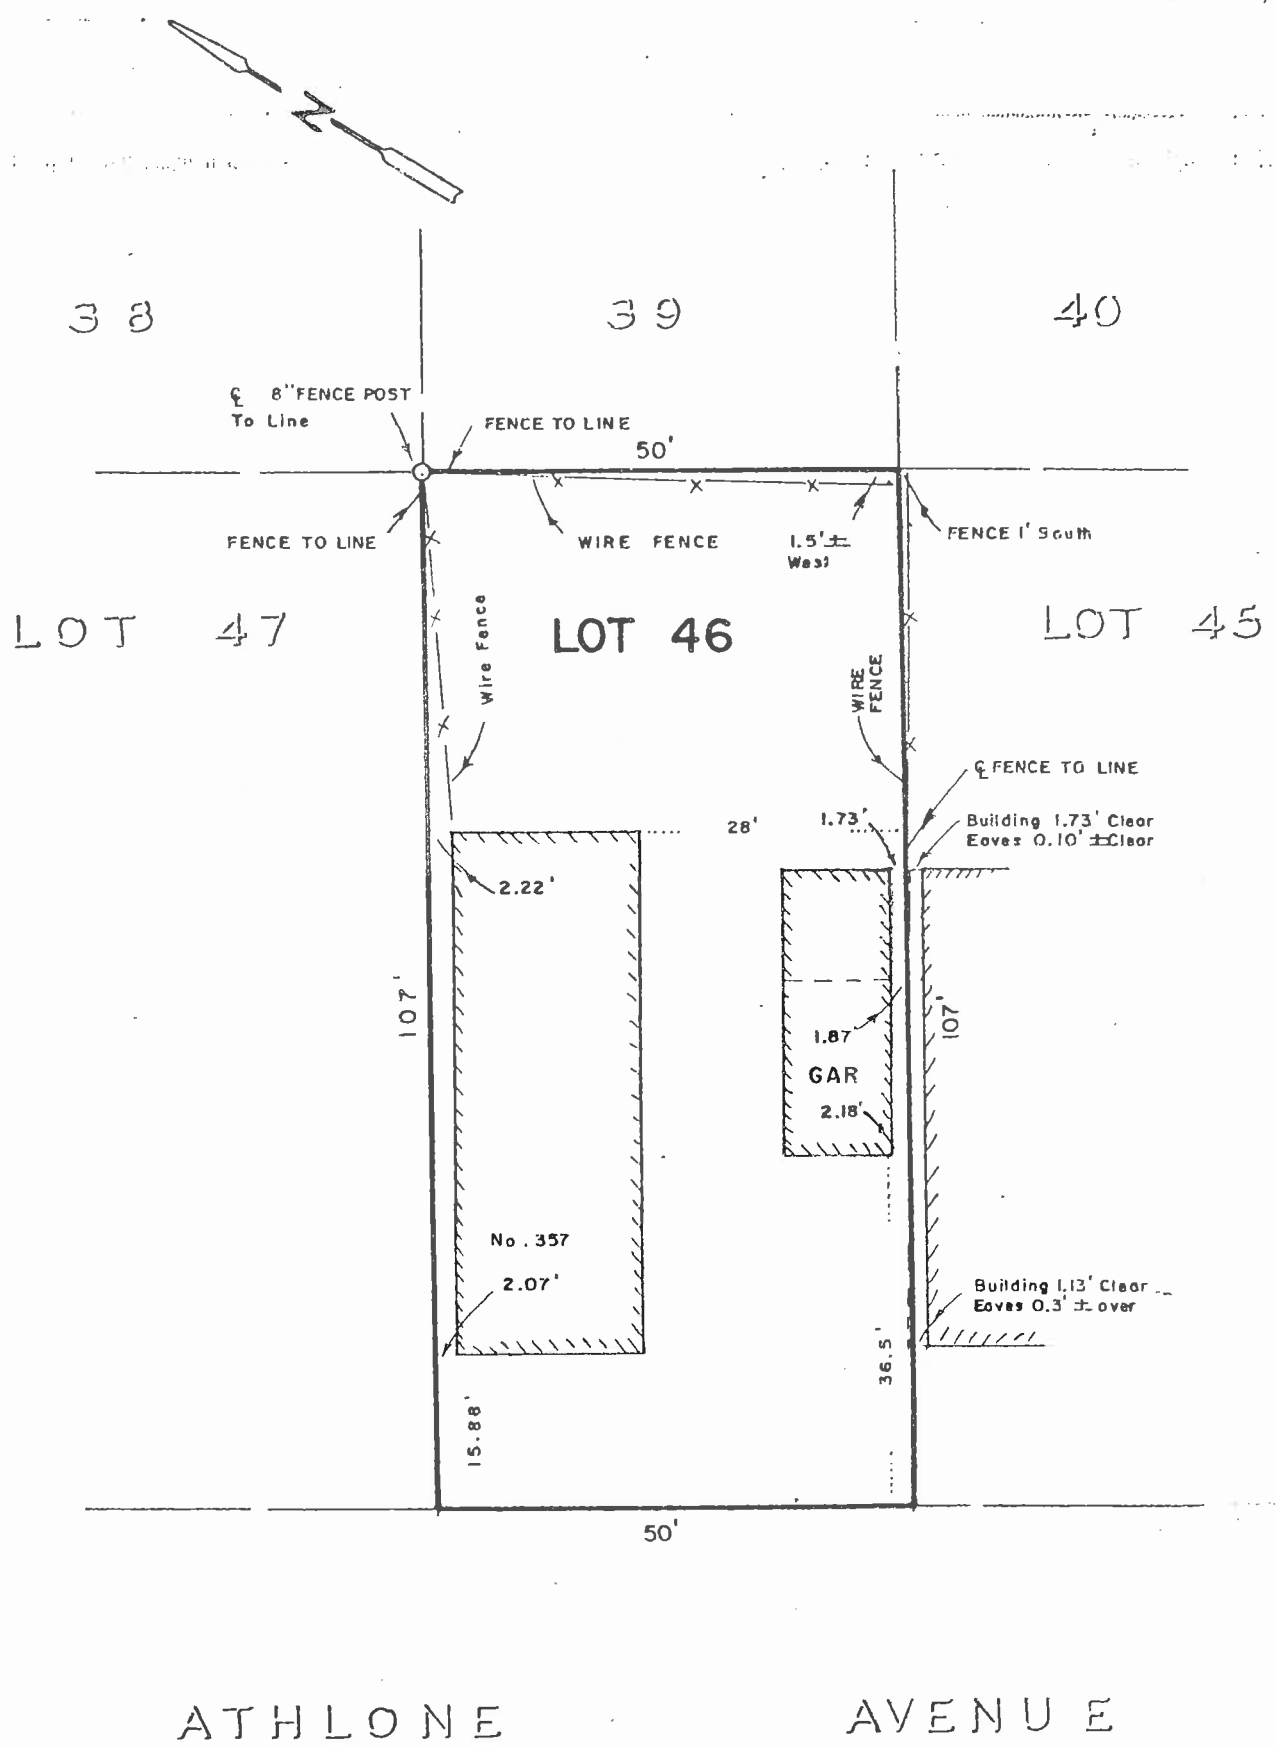 N
38
39
40
℄ 8" FENCE POST
To Line
FENCE TO LINE
50'
FENCE TO LINE
WIRE FENCE
1.5'±
West
FENCE 1' South
LOT 47
Wire Fence
LOT 46
WIRE
FENCE
LOT 45
℄ FENCE TO LINE
28'
1.73'
Building 1.73' Clear
Eaves 0.10' ± Clear
2.22'
107'
1.87'
107'
GAR
2.18'
No. 357
2.07'
Building 1.13' Clear
Eaves 0.3' ± over
36.5'
15.88'
50'
ATHLONE AVENUE